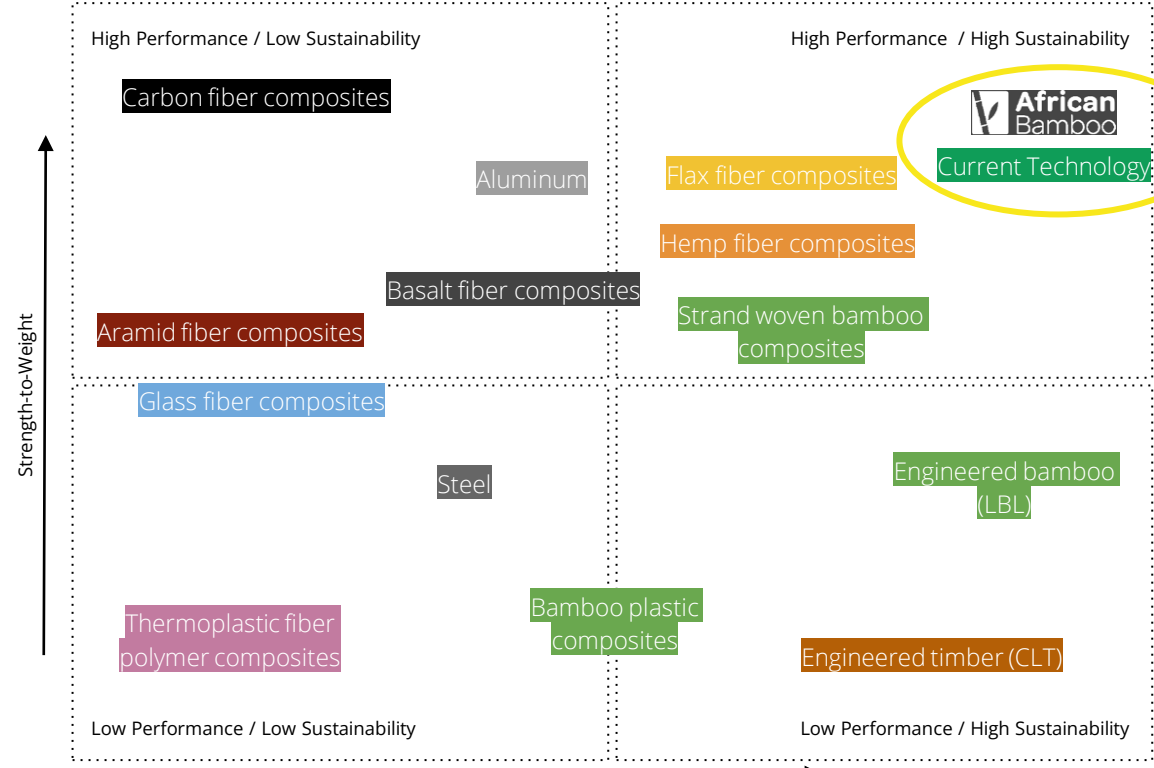 High Performance / Low Sustainability
High Performance / High Sustainability
Carbon fiber composites
African
Bamboo
Current Technology
Aluminum
Flax fiber composites
Hemp fiber composites
Basalt fiber composites
Strand woven bamboo
composites
Aramid fiber composites
Strength-to-Weight
Glass fiber composites
Steel
Engineered bamboo
(LBL)
Bamboo plastic
composites
Thermoplastic fiber
polymer composites
Engineered timber (CLT)
Low Performance / Low Sustainability
Low Performance / High Sustainability